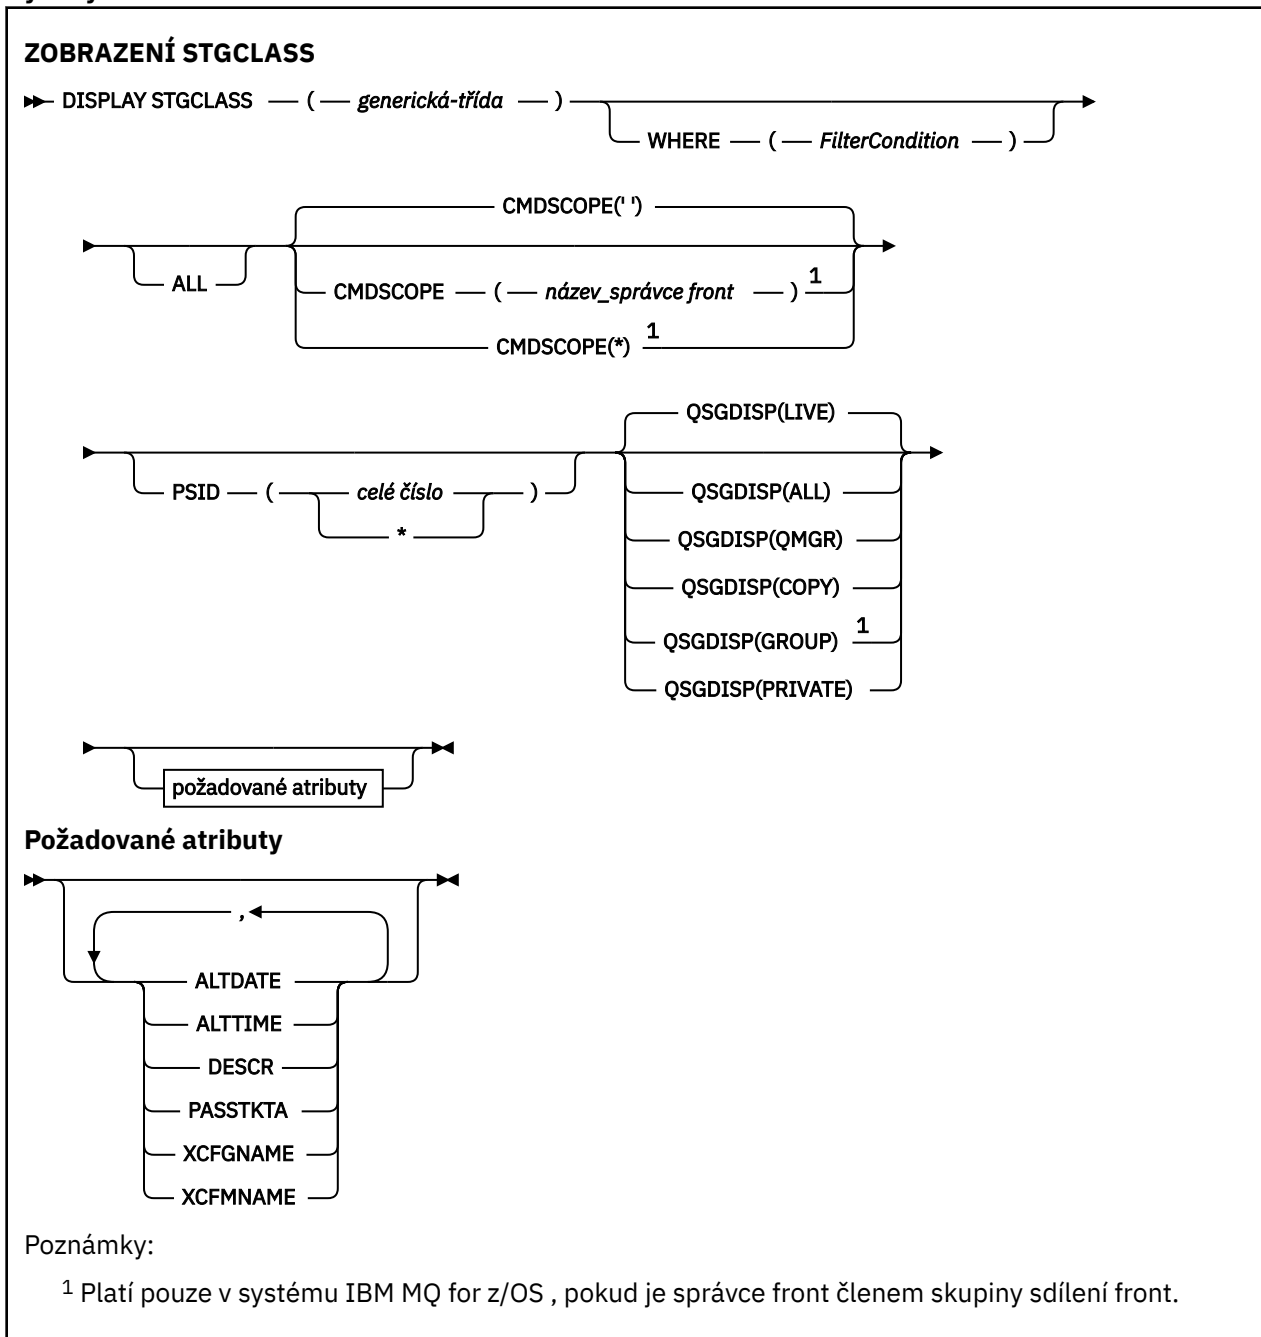 ZOBRAZENÍ STGCLASS
DISPLAY STGCLASS ( generická-třída )
WHERE ( FilterCondition )
CMDSCOPE(' ')
ALL
CMDSCOPE ( název_správce front ) 1
CMDSCOPE(*) 1
QSGDISP(LIVE)
PSID ( celé číslo )
*
QSGDISP(ALL)
QSGDISP(QMGR)
QSGDISP(COPY)
QSGDISP(GROUP) 1
QSGDISP(PRIVATE)
požadované atributy
Požadované atributy
,
ALTDATE
ALTTIME
DESCR
PASSTKTA
XCFGNAME
XCFMNAME
Poznámky:
1 Platí pouze v systému IBM MQ for z/OS , pokud je správce front členem skupiny sdílení front.